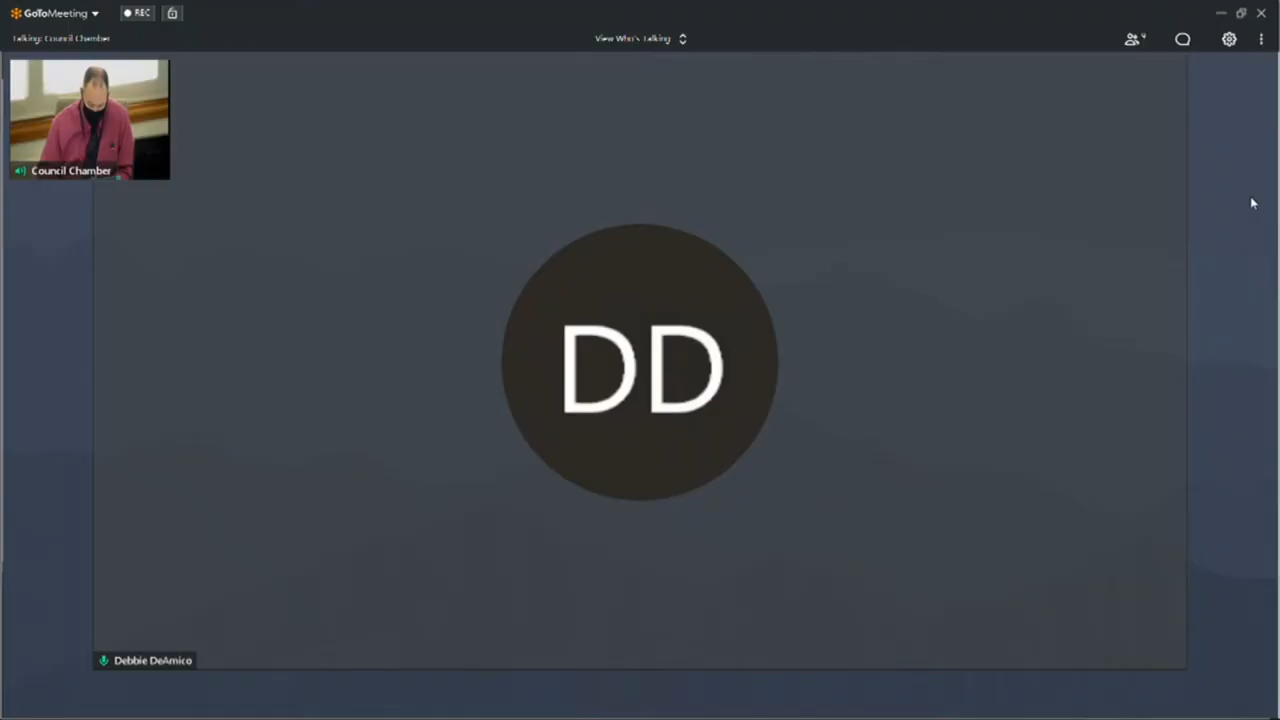 GoToMeeting
REC
Talking: Council Chamber
View Who's Talking
Council Chamber
DD
Debbie DeAmico